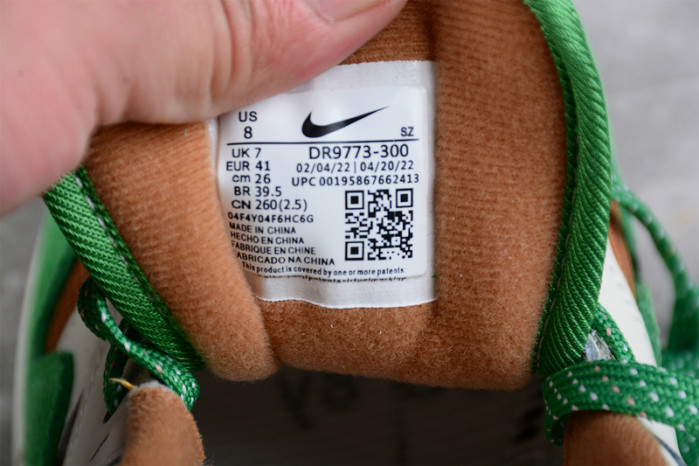 US
8
SZ
UK 7
DR9773-300
EUR 41
02/04/22 | 04/20/22
cm 26
UPC 00195867662413
BR 39.5
CN 260(2.5)
04F4Y04F6HC6G
MADE IN CHINA
HECHO EN CHINA
FABRIQUE EN CHINE
FABRICADO NA CHINA
This product is covered by one or more patents